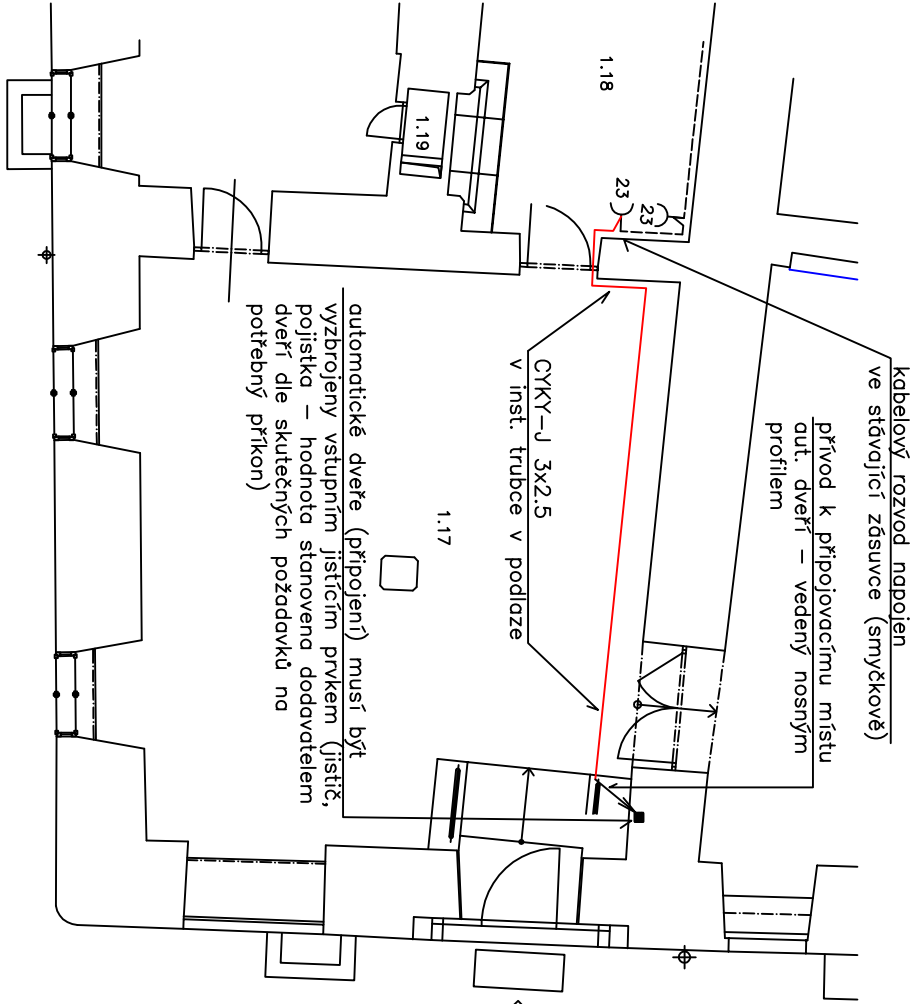 kabelový rozvod napojen
ve stávající zásuvce (smyčkově)
přívod k připojovacímu místu
aut. dveří – vedený nosným
profilem
1.18
1.19
23
23
CYKY–J 3x2.5
v inst. trubce v podlaze
1.17
automatické dveře (připojení) musí být
vyzbrojeny vstupním jistícím prvkem (jistič,
pojistka – hodnota stanovena dodavatelem
dveří dle skutečných požadavků na
potřebný příkon)